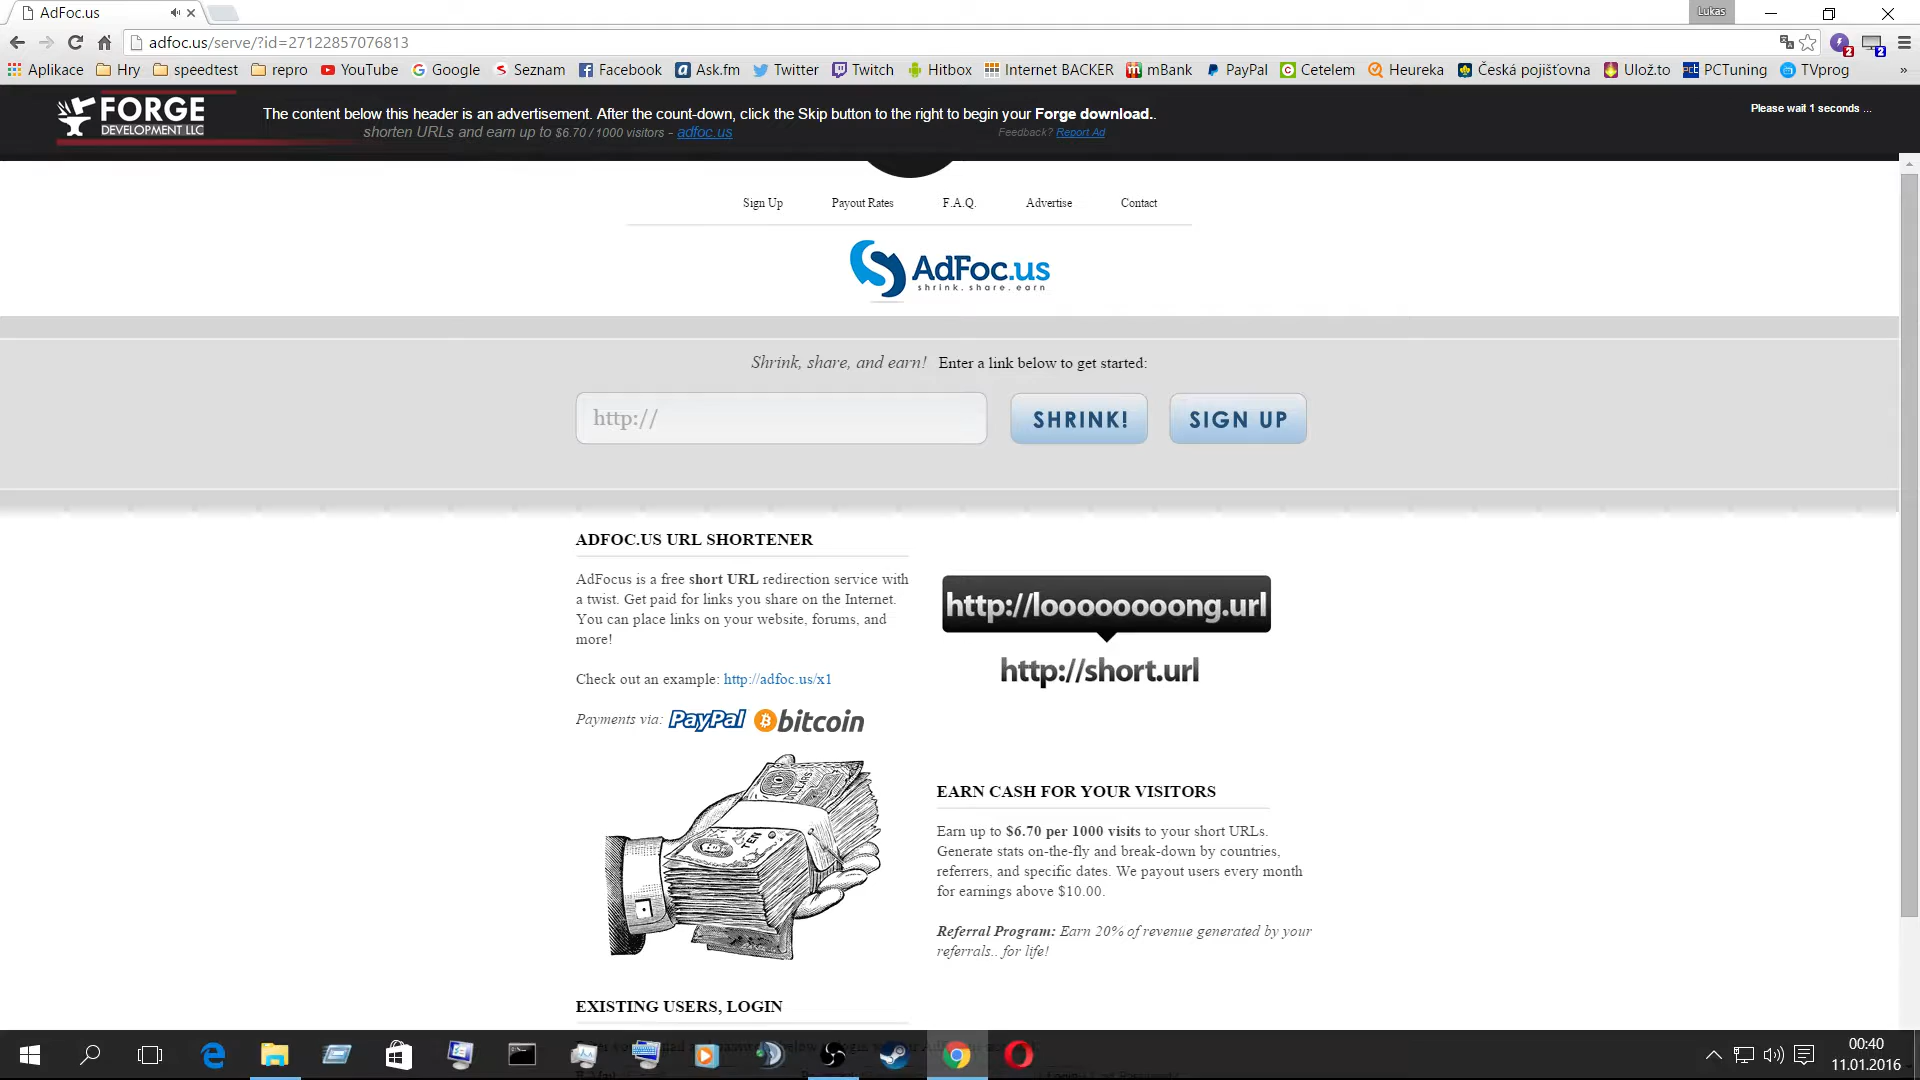 AdFoc.us
Lukas
adfoc.us/serve/?id=27122857076813
Aplikace Hry speedtest repro YouTube Google Seznam Facebook Ask.fm Twitter Twitch Hitbox Internet BACKER mBank PayPal Cetelem Heureka Česká pojišťovna Ulož.to PCTuning TVprog »
FORGE
DEVELOPMENT LLC
The content below this header is an advertisement. After the count-down, click the Skip button to the right to begin your Forge download..
shorten URLs and earn up to $6.70 / 1000 visitors - adfoc.us
Feedback? Report Ad
Please wait 1 seconds ...
Sign Up Payout Rates F.A.Q. Advertise Contact
AdFoc.us
shrink. share. earn
Shrink, share, and earn! Enter a link below to get started:
http:// SHRINK! SIGN UP
ADFOC.US URL SHORTENER
AdFocus is a free short URL redirection service with
a twist. Get paid for links you share on the Internet.
You can place links on your website, forums, and
more!
Check out an example: http://adfoc.us/x1
Payments via: PayPal bitcoin
http://loooooooong.url
http://short.url
EARN CASH FOR YOUR VISITORS
Earn up to $6.70 per 1000 visits to your short URLs.
Generate stats on-the-fly and break-down by countries,
referrers, and specific dates. We payout users every month
for earnings above $10.00.
Referral Program: Earn 20% of revenue generated by your
referrals.. for life!
EXISTING USERS, LOGIN
00:40
11.01.2016